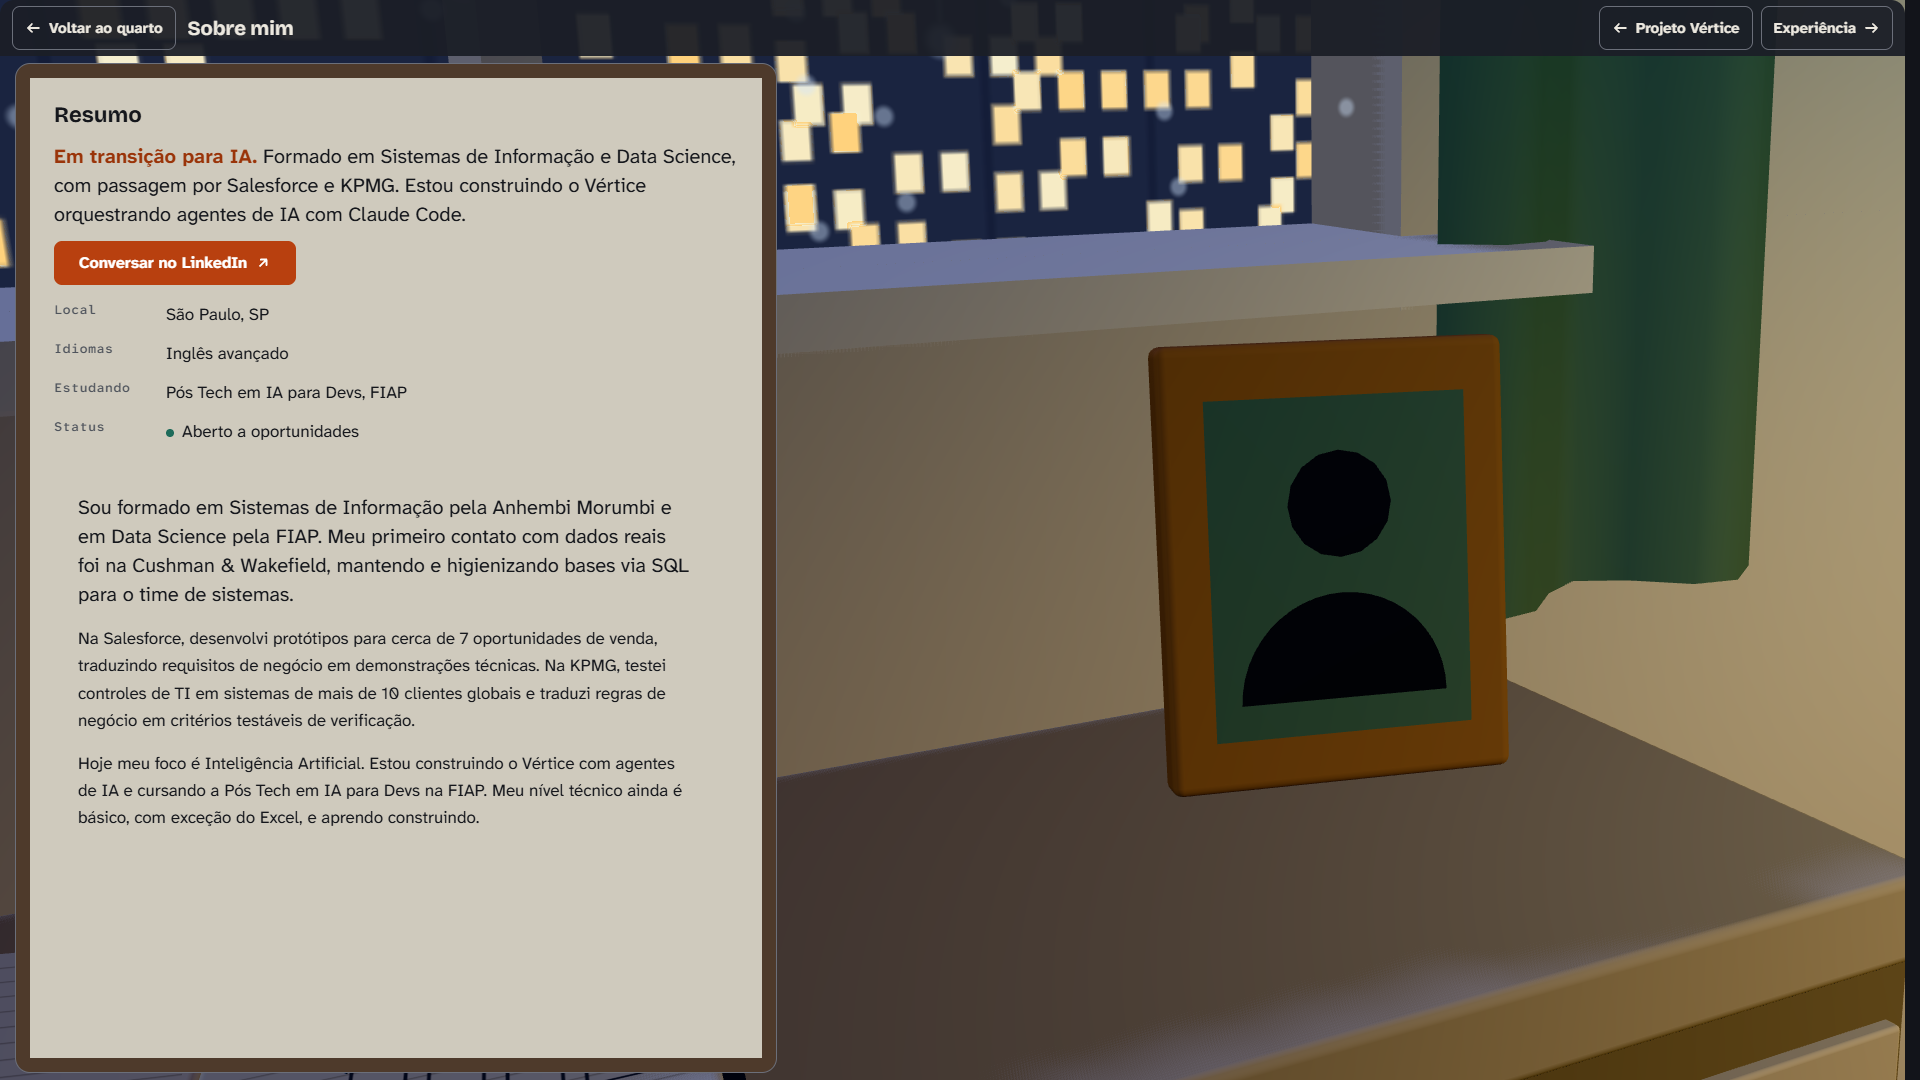 ← Voltar ao quarto
Sobre mim
← Projeto Vértice
Experiência →
Resumo
Em transição para IA. Formado em Sistemas de Informação e Data Science,
com passagem por Salesforce e KPMG. Estou construindo o Vértice
orquestrando agentes de IA com Claude Code.
Conversar no LinkedIn ↗
Local São Paulo, SP
Idiomas Inglês avançado
Estudando Pós Tech em IA para Devs, FIAP
Status Aberto a oportunidades
Sou formado em Sistemas de Informação pela Anhembi Morumbi e
em Data Science pela FIAP. Meu primeiro contato com dados reais
foi na Cushman & Wakefield, mantendo e higienizando bases via SQL
para o time de sistemas.
Na Salesforce, desenvolvi protótipos para cerca de 7 oportunidades de venda,
traduzindo requisitos de negócio em demonstrações técnicas. Na KPMG, testei
controles de TI em sistemas de mais de 10 clientes globais e traduzi regras de
negócio em critérios testáveis de verificação.
Hoje meu foco é Inteligência Artificial. Estou construindo o Vértice com agentes
de IA e cursando a Pós Tech em IA para Devs na FIAP. Meu nível técnico ainda é
básico, com exceção do Excel, e aprendo construindo.